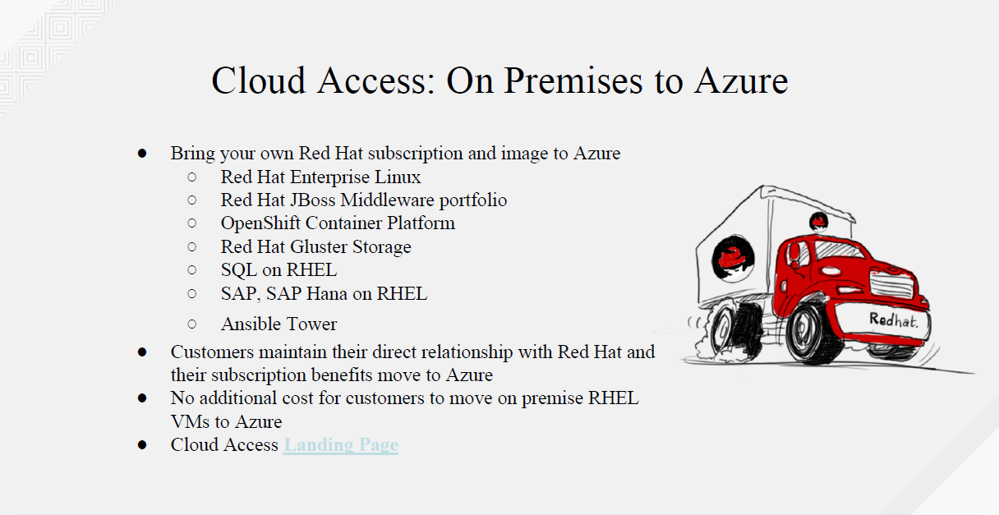 Cloud Access: On Premises to Azure
● Bring your own Red Hat subscription and image to Azure
○ Red Hat Enterprise Linux
○ Red Hat JBoss Middleware portfolio
○ OpenShift Container Platform
○ Red Hat Gluster Storage
○ SQL on RHEL
○ SAP, SAP Hana on RHEL
○ Ansible Tower
● Customers maintain their direct relationship with Red Hat and
their subscription benefits move to Azure
● No additional cost for customers to move on premise RHEL
VMs to Azure
● Cloud Access Landing Page
Redhat.